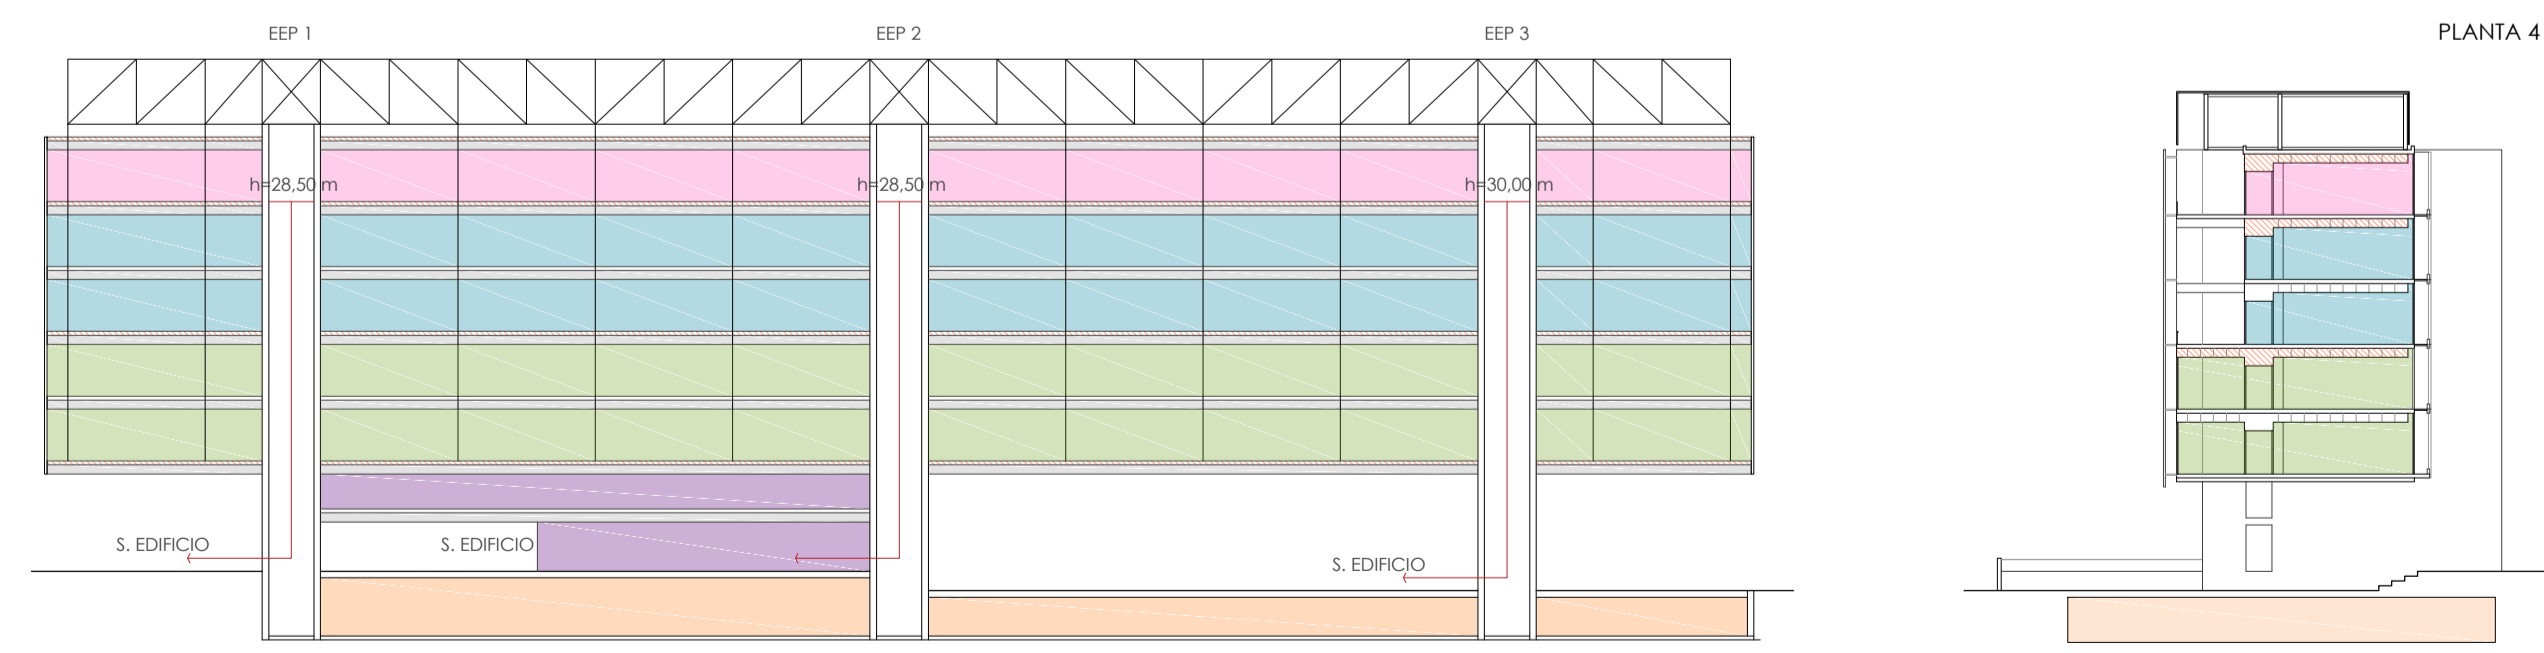 EEP 1
EEP 2
EEP 3
PLANTA 4
h=28,50 m
h=28,50 m
h=30,00 m
S. EDIFICIO
S. EDIFICIO
S. EDIFICIO